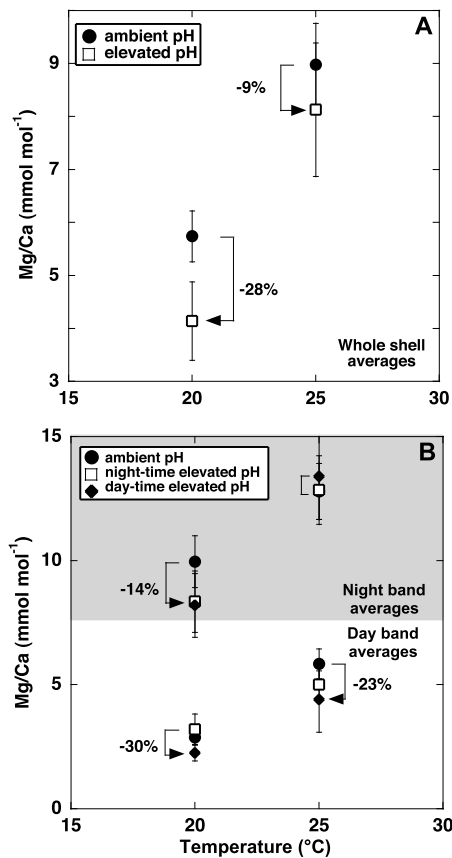 A
ambient pH
elevated pH
9
-9%
7
Mg/Ca (mmol mol⁻¹)
5
-28%
Whole shell
averages
3
15
20
25
30
15
B
ambient pH
night-time elevated pH
day-time elevated pH
10
-14%
Night band
averages
Day band
averages
Mg/Ca (mmol mol⁻¹)
5
-23%
-30%
0
15
20
25
30
Temperature (°C)